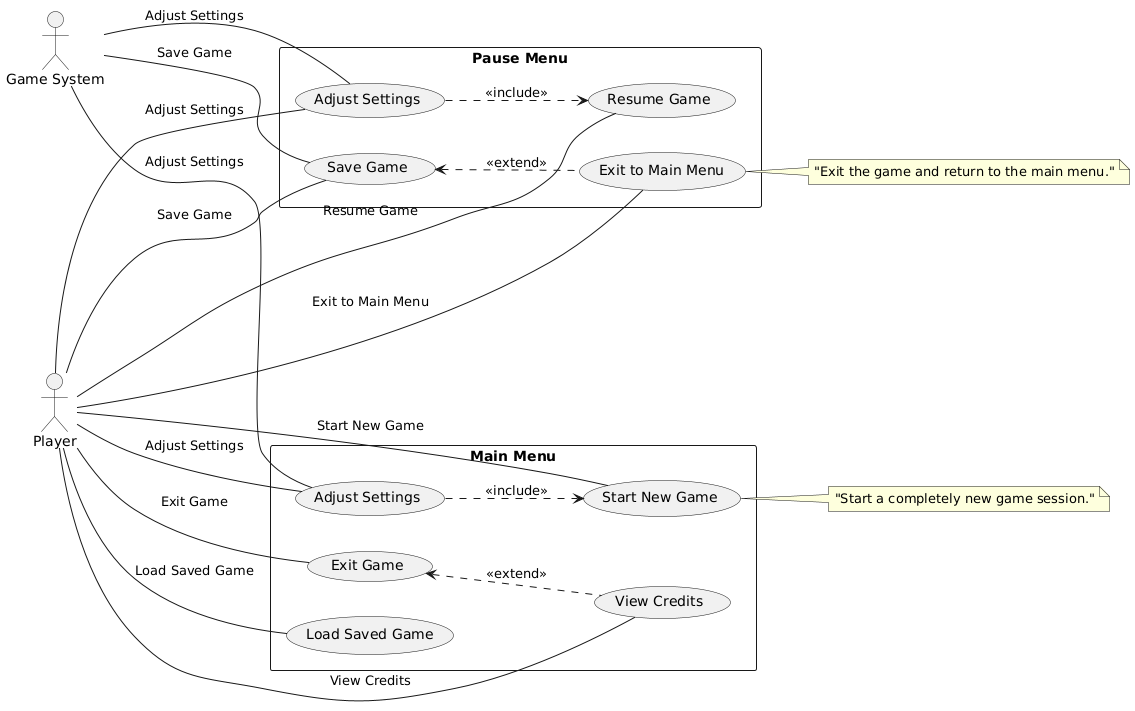 Adjust Settings
Game System
Save Game
Pause Menu
Adjust Settings
«include»
Resume Game
Adjust Settings
Adjust Settings
Save Game
«extend»
Exit to Main Menu
"Exit the game and return to the main menu."
Save Game
Resume Game
Exit to Main Menu
Player
Start New Game
Adjust Settings
Main Menu
Adjust Settings
«include»
Start New Game
"Start a completely new game session."
Exit Game
Exit Game
«extend»
Load Saved Game
View Credits
Load Saved Game
View Credits